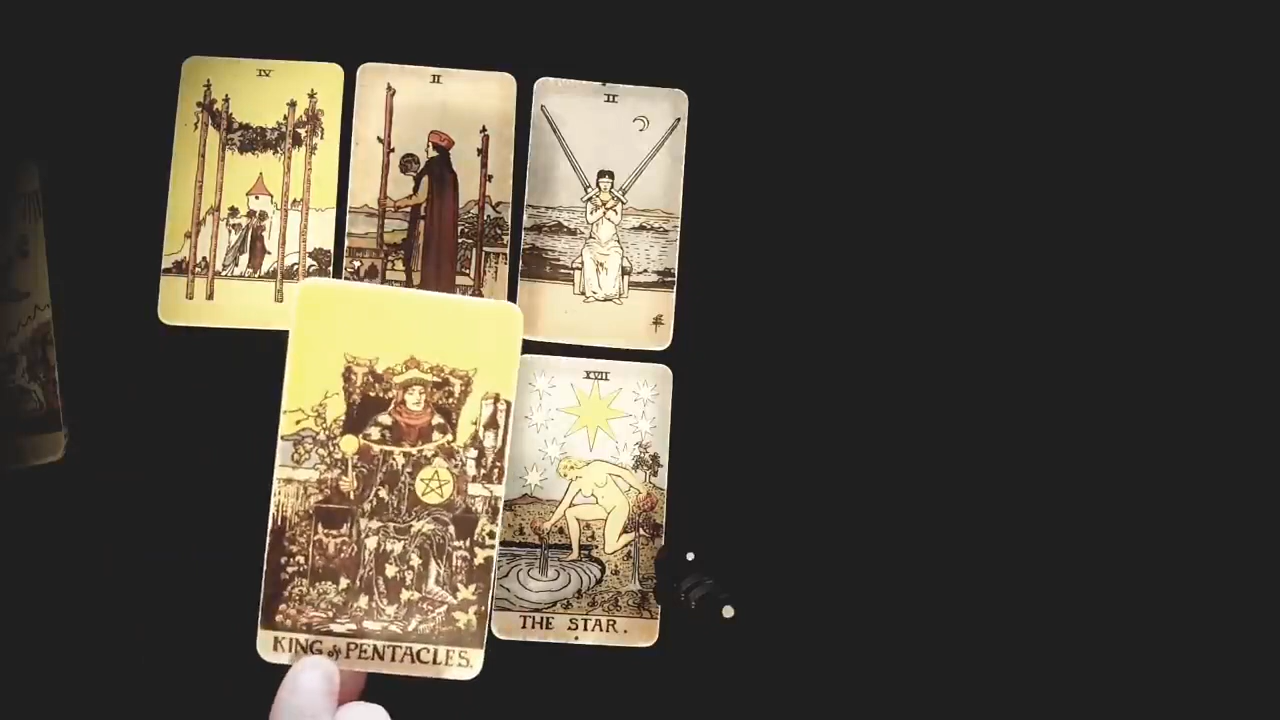 IV
II
II
XVII
THE STAR.
KING of PENTACLES.